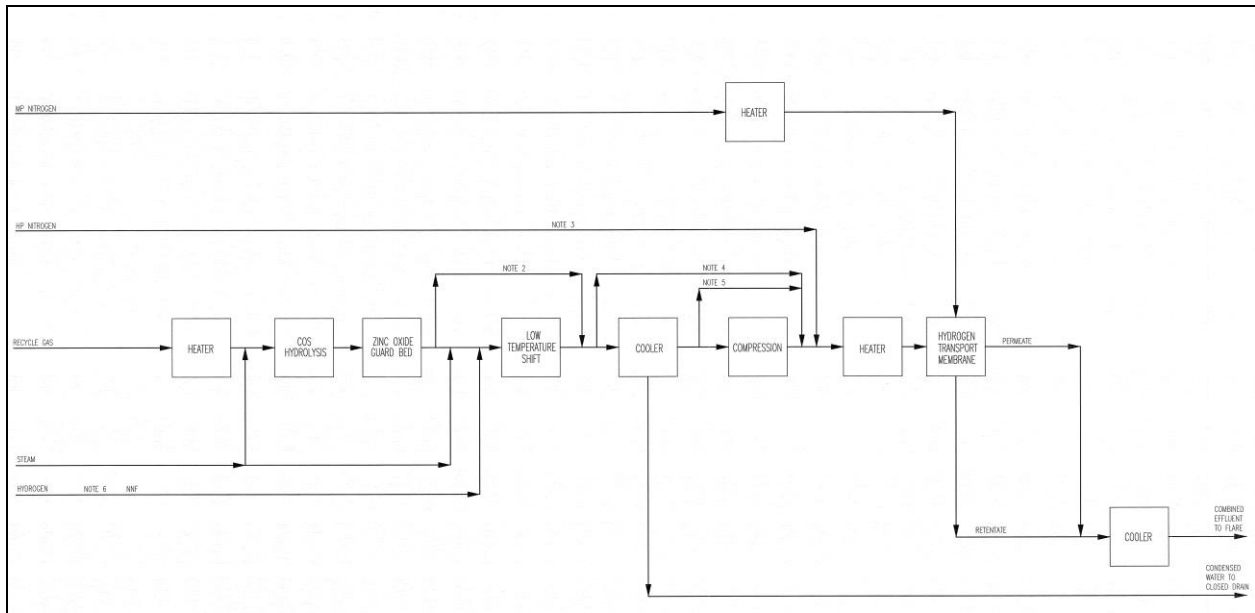 MP NITROGEN
HEATER
HP NITROGEN
NOTE 3
NOTE 2
NOTE 4
NOTE 5
RECYCLE GAS
HEATER
COS
HYDROLYSIS
ZINC OXIDE
GUARD BED
LOW
TEMPERATURE
SHIFT
COOLER
COMPRESSION
HEATER
HYDROGEN
TRANSPORT
MEMBRANE
PERMEATE
STEAM
HYDROGEN NOTE 6 NNF
RETENTATE
COOLER
COMBINED
EFFLUENT
TO FLARE
CONDENSED
WATER TO
CLOSED DRAIN